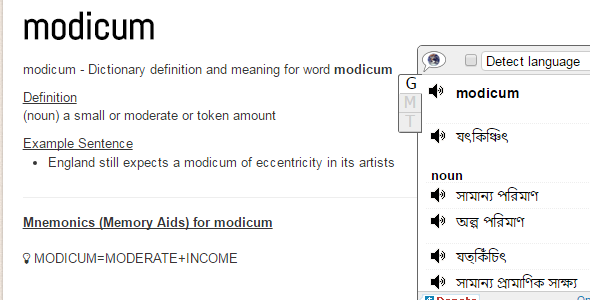 modicum
modicum - Dictionary definition and meaning for word modicum
Definition
(noun) a small or moderate or token amount
Example Sentence
England still expects a modicum of eccentricity in its artists
Mnemonics (Memory Aids) for modicum
MODICUM=MODERATE+INCOME
Detect language
G
M
T
modicum
যৎকিঞ্চিৎ
noun
সামান্য পরিমাণ
অল্প পরিমাণ
যত্কিঁচিৎ
সামান্য প্রামাণিক সাক্ষ্য
Donate